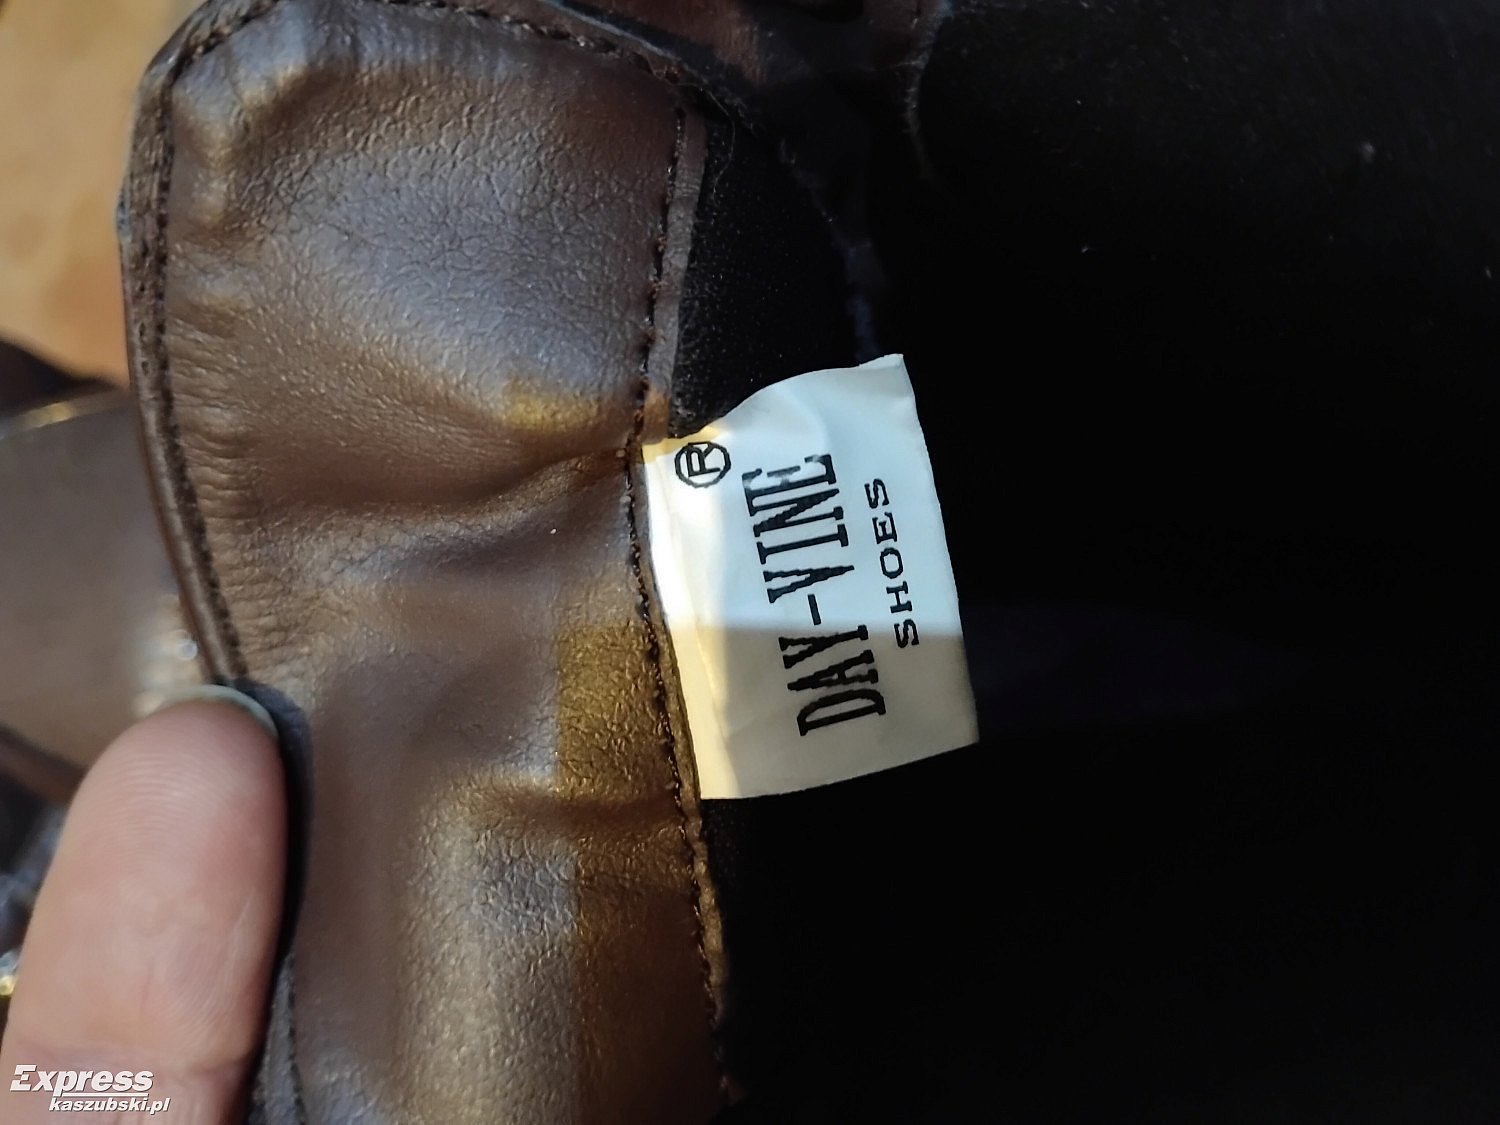 ®
DAY-VINE
SHOES
Express
kaszubski.pl